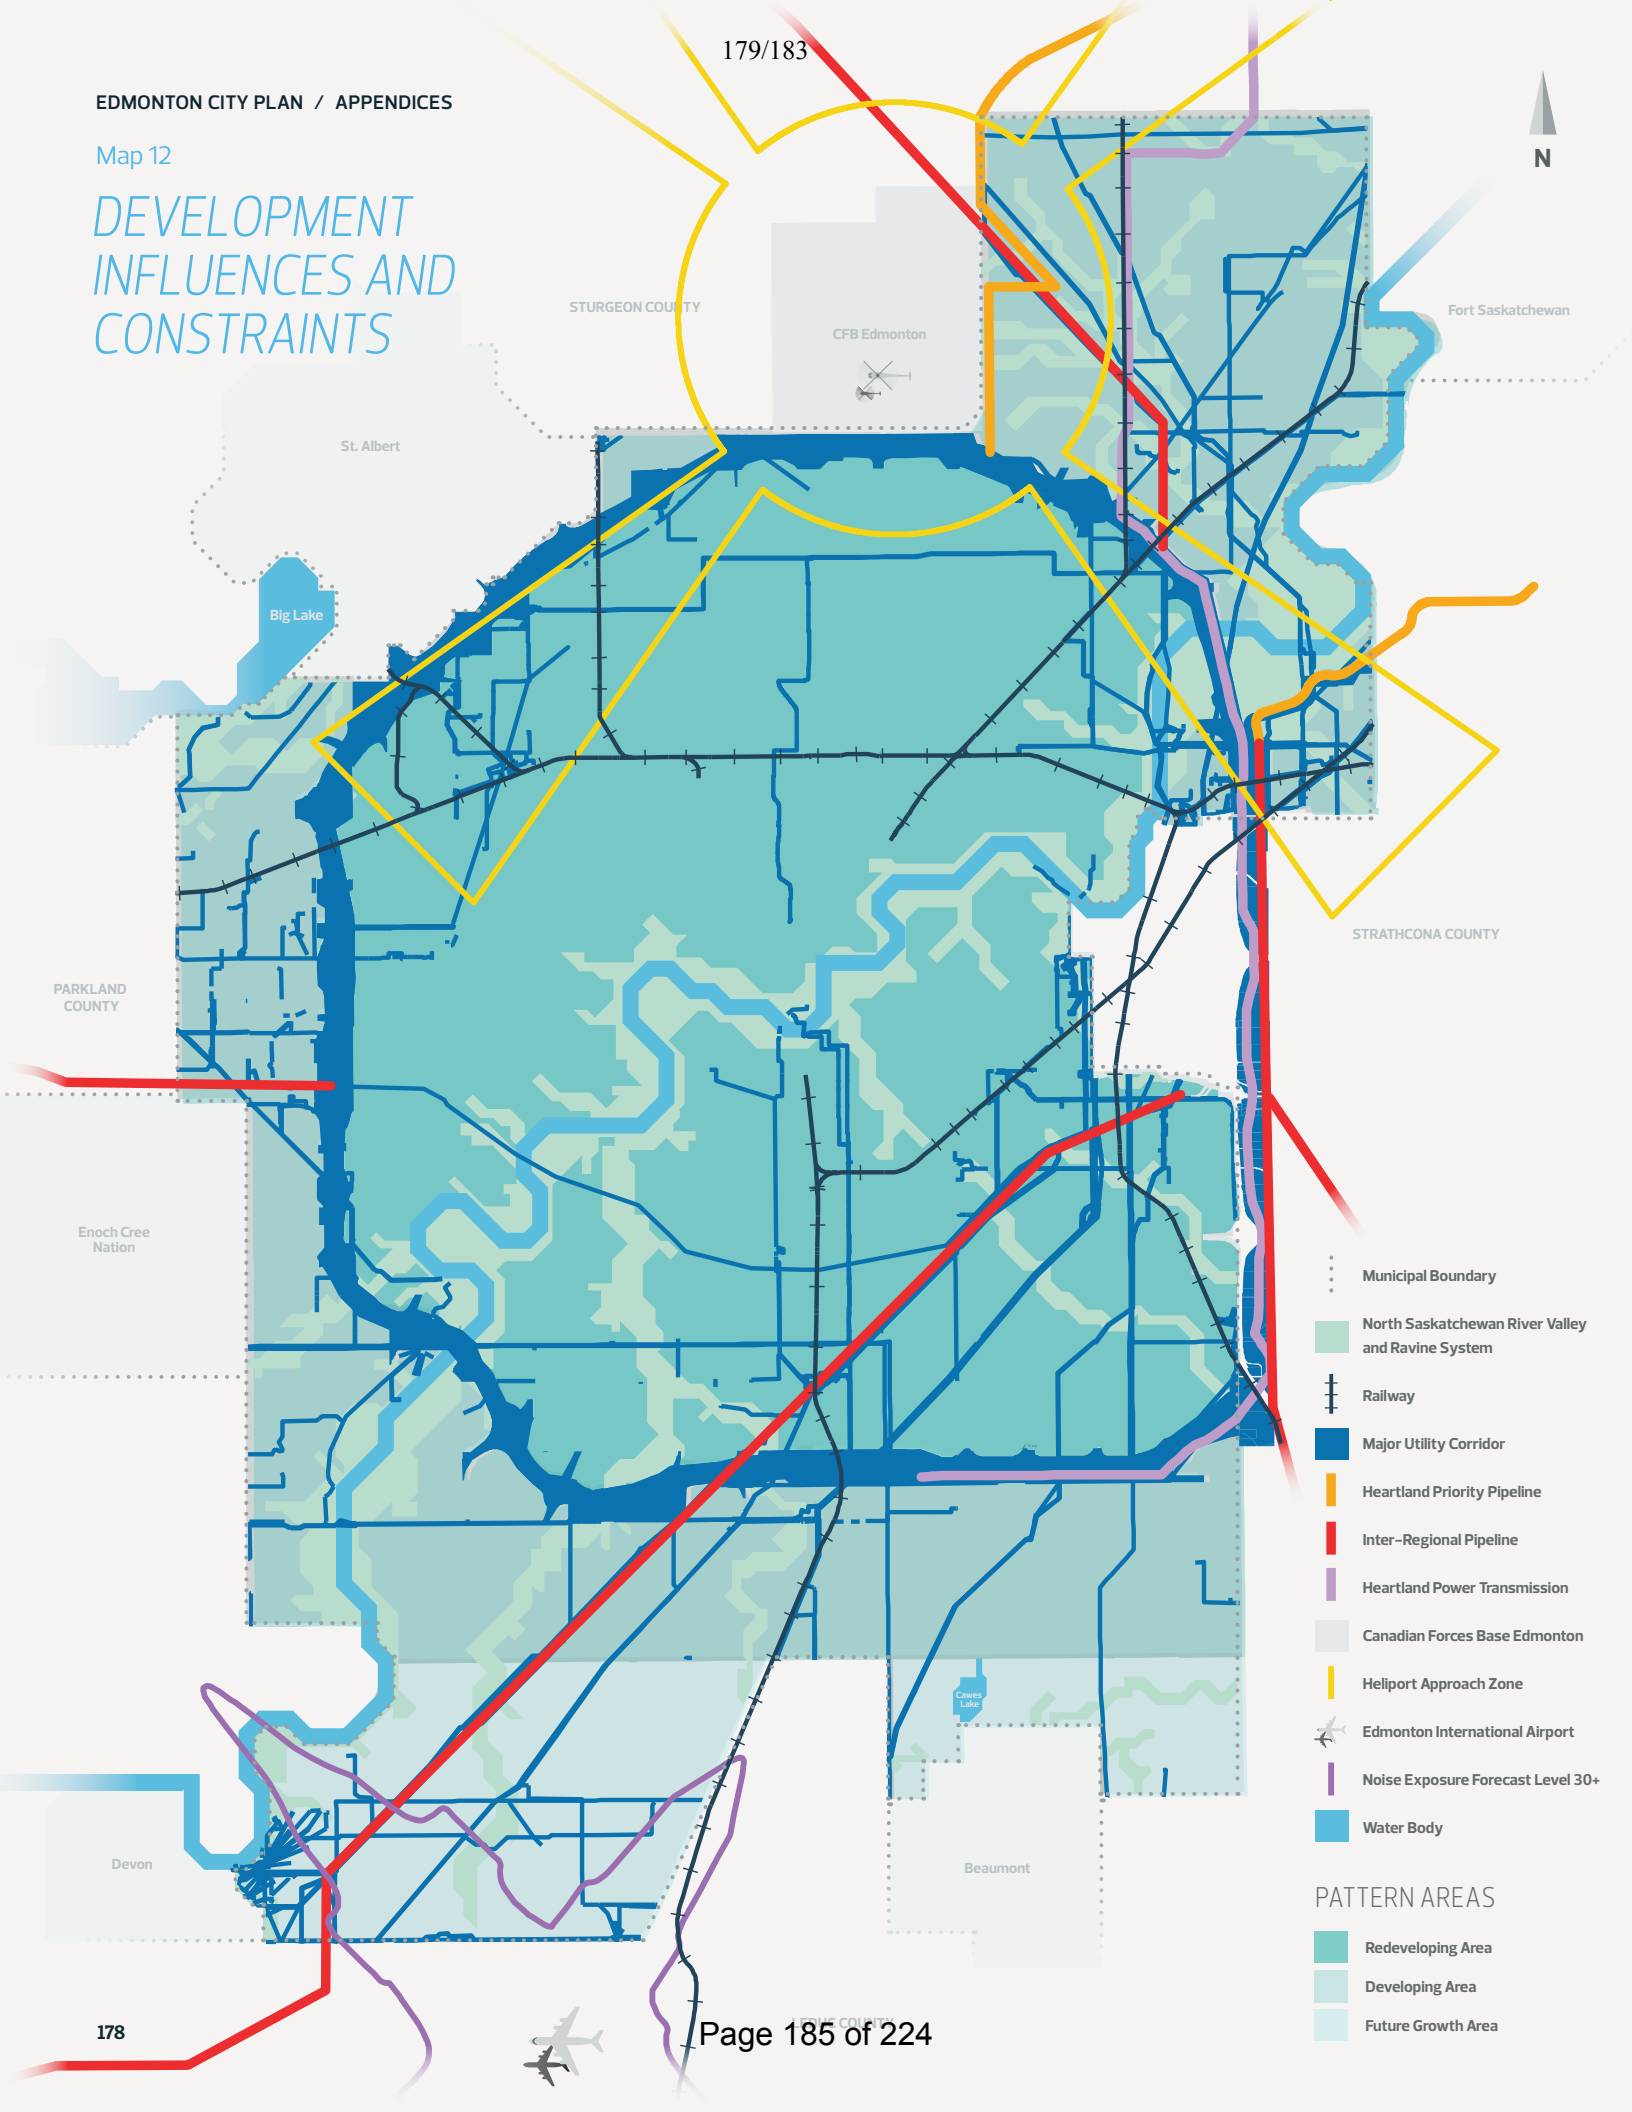 179/183
EDMONTON CITY PLAN / APPENDICES
Map 12
DEVELOPMENT
INFLUENCES AND
CONSTRAINTS
N
STURGEON COUNTY
CFB Edmonton
Fort Saskatchewan
St. Albert
Big Lake
STRATHCONA COUNTY
PARKLAND
COUNTY
Enoch Cree
Nation
Cawes
Lake
Devon
Beaumont
LEDUC COUNTY
Municipal Boundary
North Saskatchewan River Valley
and Ravine System
Railway
Major Utility Corridor
Heartland Priority Pipeline
Inter-Regional Pipeline
Heartland Power Transmission
Canadian Forces Base Edmonton
Heliport Approach Zone
Edmonton International Airport
Noise Exposure Forecast Level 30+
Water Body
PATTERN AREAS
Redeveloping Area
Developing Area
Future Growth Area
178
Page 185 of 224